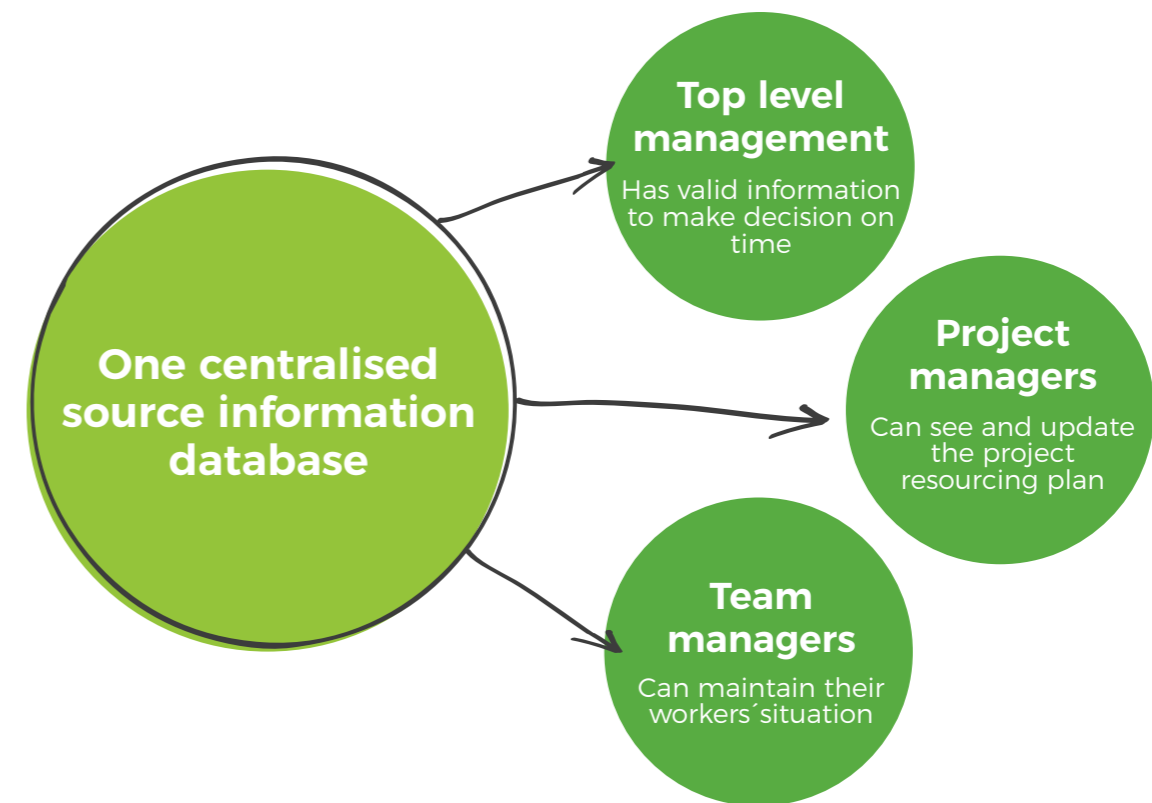 Top level
management
Has valid information
to make decision on
time
One centralised
source information
database
Project
managers
Can see and update
the project
resourcing plan
Team
managers
Can maintain their
workers´situation